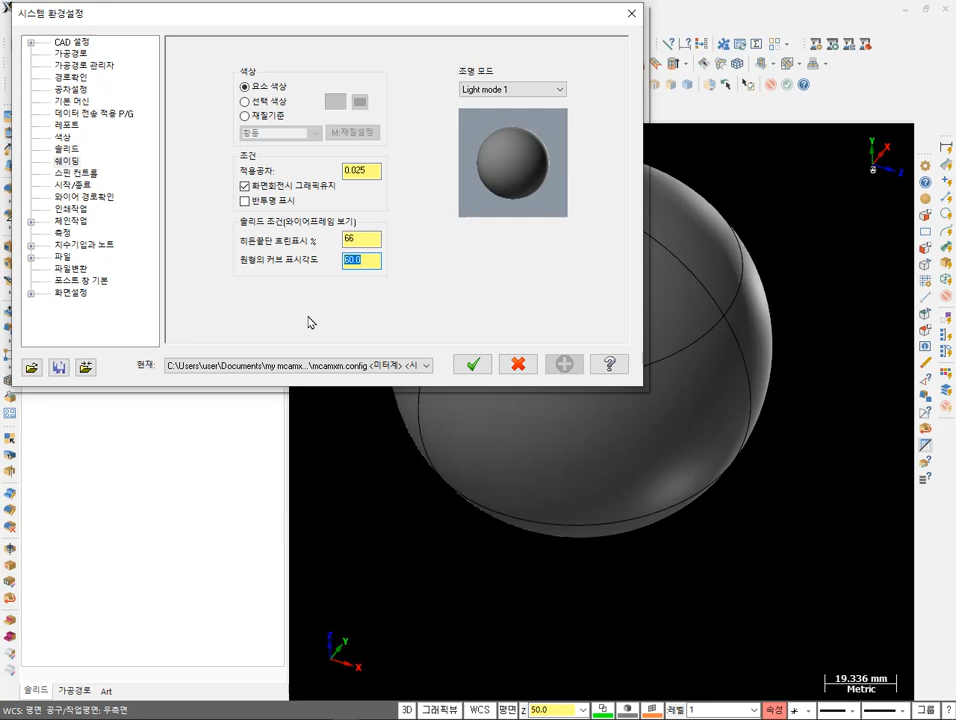 시스템 환경설정
CAD 설정
가공경로
가공경로 관리자
경로확인
공차설정
기본 머신
데이터 전송 적용 P/G
레포트
색상
솔리드
쉐이딩
스핀 컨트롤
시작/종료
와이어 경로확인
인쇄작업
체인작업
측정
치수기입과 노트
파일
파일변환
포스트 창 기본
화면설정
색상
요소 색상
선택 색상
재질기준
황동
M:재질설정
조건
적용공차:
0.025
화면회전시 그래픽유지
반투명 표시
솔리드 조건(와이어프레임 보기)
히든끝단 흐린표시 %
66
원형의 커브 표시각도
60.0
조명 모드
Light mode 1
현재:
C:\Users\user\Documents\my mcamx...\mcamxm.config <미터계> <시
Y
X
Z
Z
Y
X
19.336 mm
Metric
솔리드
가공경로
Art
WCS: 평면 공구/작업평면: 우측면
3D
그래픽뷰
WCS
평면
Z
50.0
레벨
1
속성
그룹
?